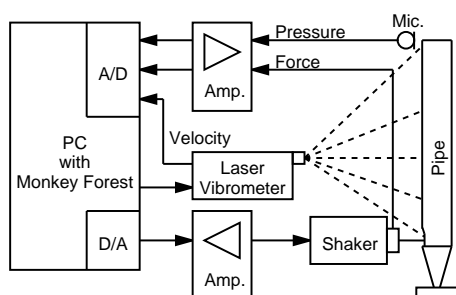 Mic.
Pressure
A/D
Force
Amp.
PC
with
Monkey Forest
Velocity
Laser
Vibrometer
Pipe
D/A
Shaker
Amp.